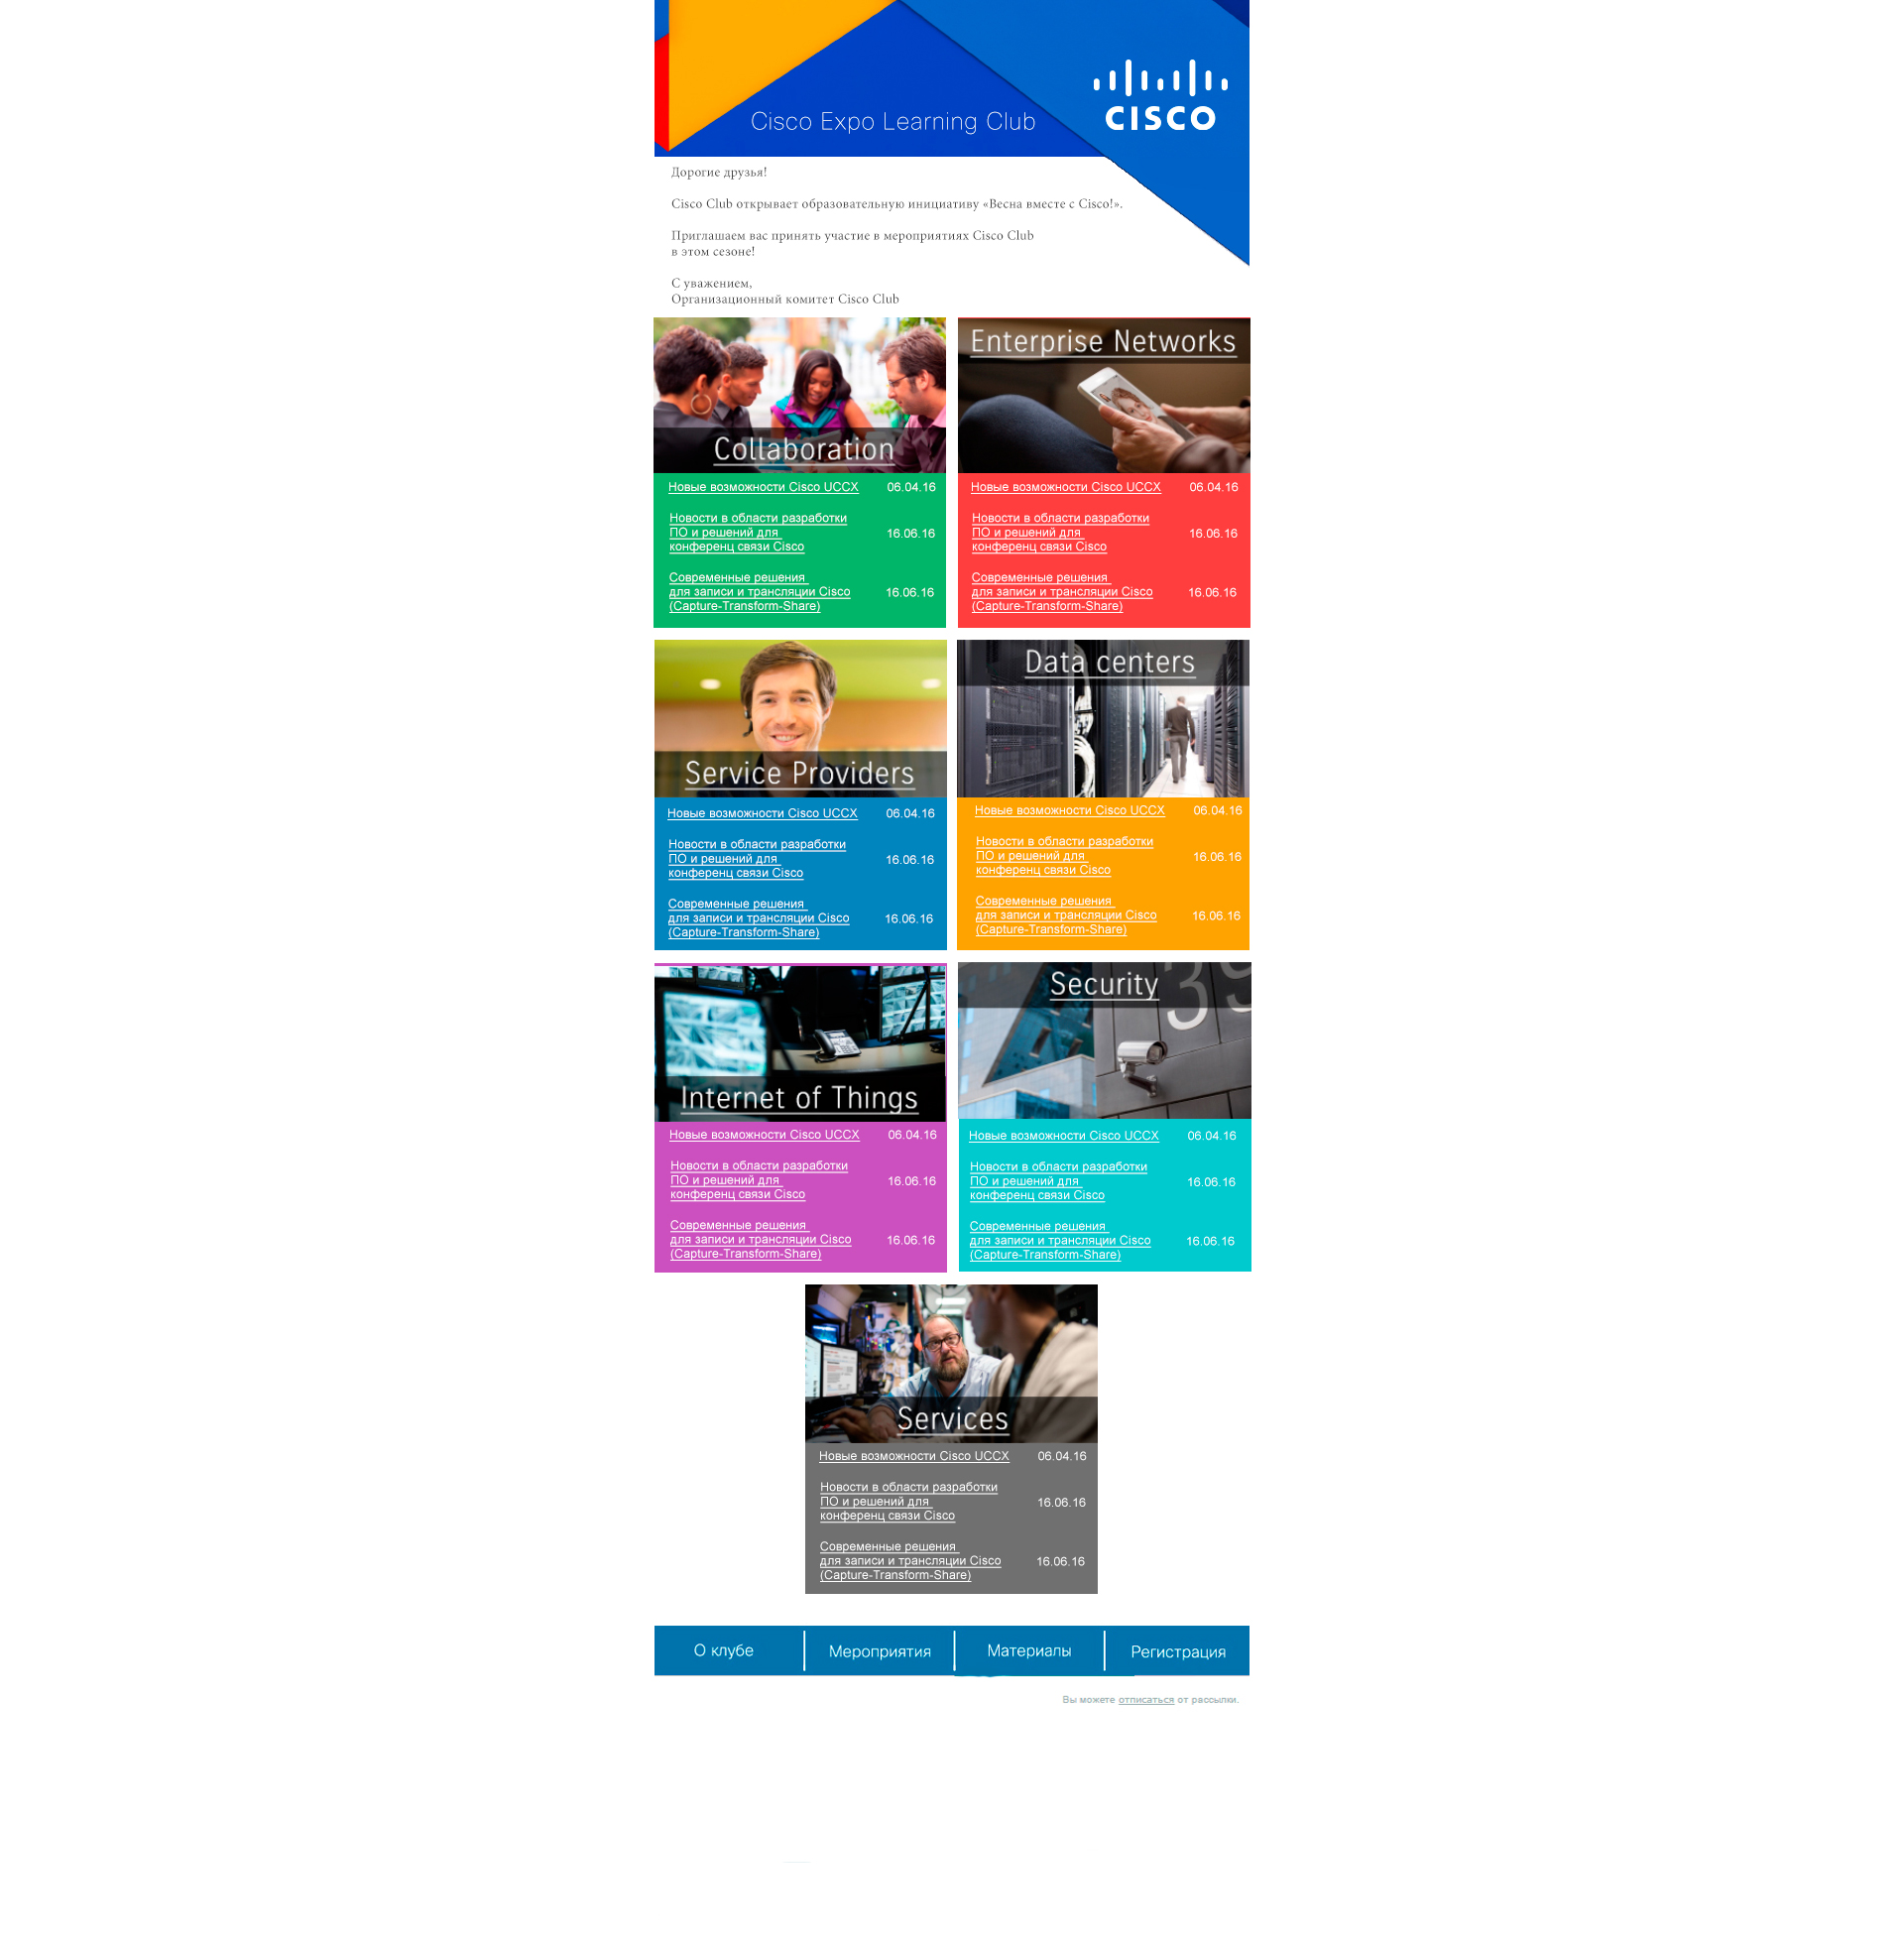 Cisco Expo Learning Club
CISCO
Дорогие друзья!
Cisco Club открывает образовательную инициативу «Весна вместе с Cisco!».
Приглашаем вас принять участие в мероприятиях Cisco Club
в этом сезоне!
С уважением,
Организационный комитет Cisco Club
Collaboration
Новые возможности Cisco UCCX 06.04.16
Новости в области разработки
ПО и решений для 16.06.16
конференц связи Cisco
Современные решения
для записи и трансляции Cisco 16.06.16
(Capture-Transform-Share)
Enterprise Networks
Новые возможности Cisco UCCX 06.04.16
Новости в области разработки
ПО и решений для 16.06.16
конференц связи Cisco
Современные решения
для записи и трансляции Cisco 16.06.16
(Capture-Transform-Share)
Service Providers
Новые возможности Cisco UCCX 06.04.16
Новости в области разработки
ПО и решений для 16.06.16
конференц связи Cisco
Современные решения
для записи и трансляции Cisco 16.06.16
(Capture-Transform-Share)
Data centers
Новые возможности Cisco UCCX 06.04.16
Новости в области разработки
ПО и решений для 16.06.16
конференц связи Cisco
Современные решения
для записи и трансляции Cisco 16.06.16
(Capture-Transform-Share)
Internet of Things
Новые возможности Cisco UCCX 06.04.16
Новости в области разработки
ПО и решений для 16.06.16
конференц связи Cisco
Современные решения
для записи и трансляции Cisco 16.06.16
(Capture-Transform-Share)
Security
39
Новые возможности Cisco UCCX 06.04.16
Новости в области разработки
ПО и решений для 16.06.16
конференц связи Cisco
Современные решения
для записи и трансляции Cisco 16.06.16
(Capture-Transform-Share)
Services
Новые возможности Cisco UCCX 06.04.16
Новости в области разработки
ПО и решений для 16.06.16
конференц связи Cisco
Современные решения
для записи и трансляции Cisco 16.06.16
(Capture-Transform-Share)
О клубе Мероприятия Материалы Регистрация
Вы можете отписаться от рассылки.